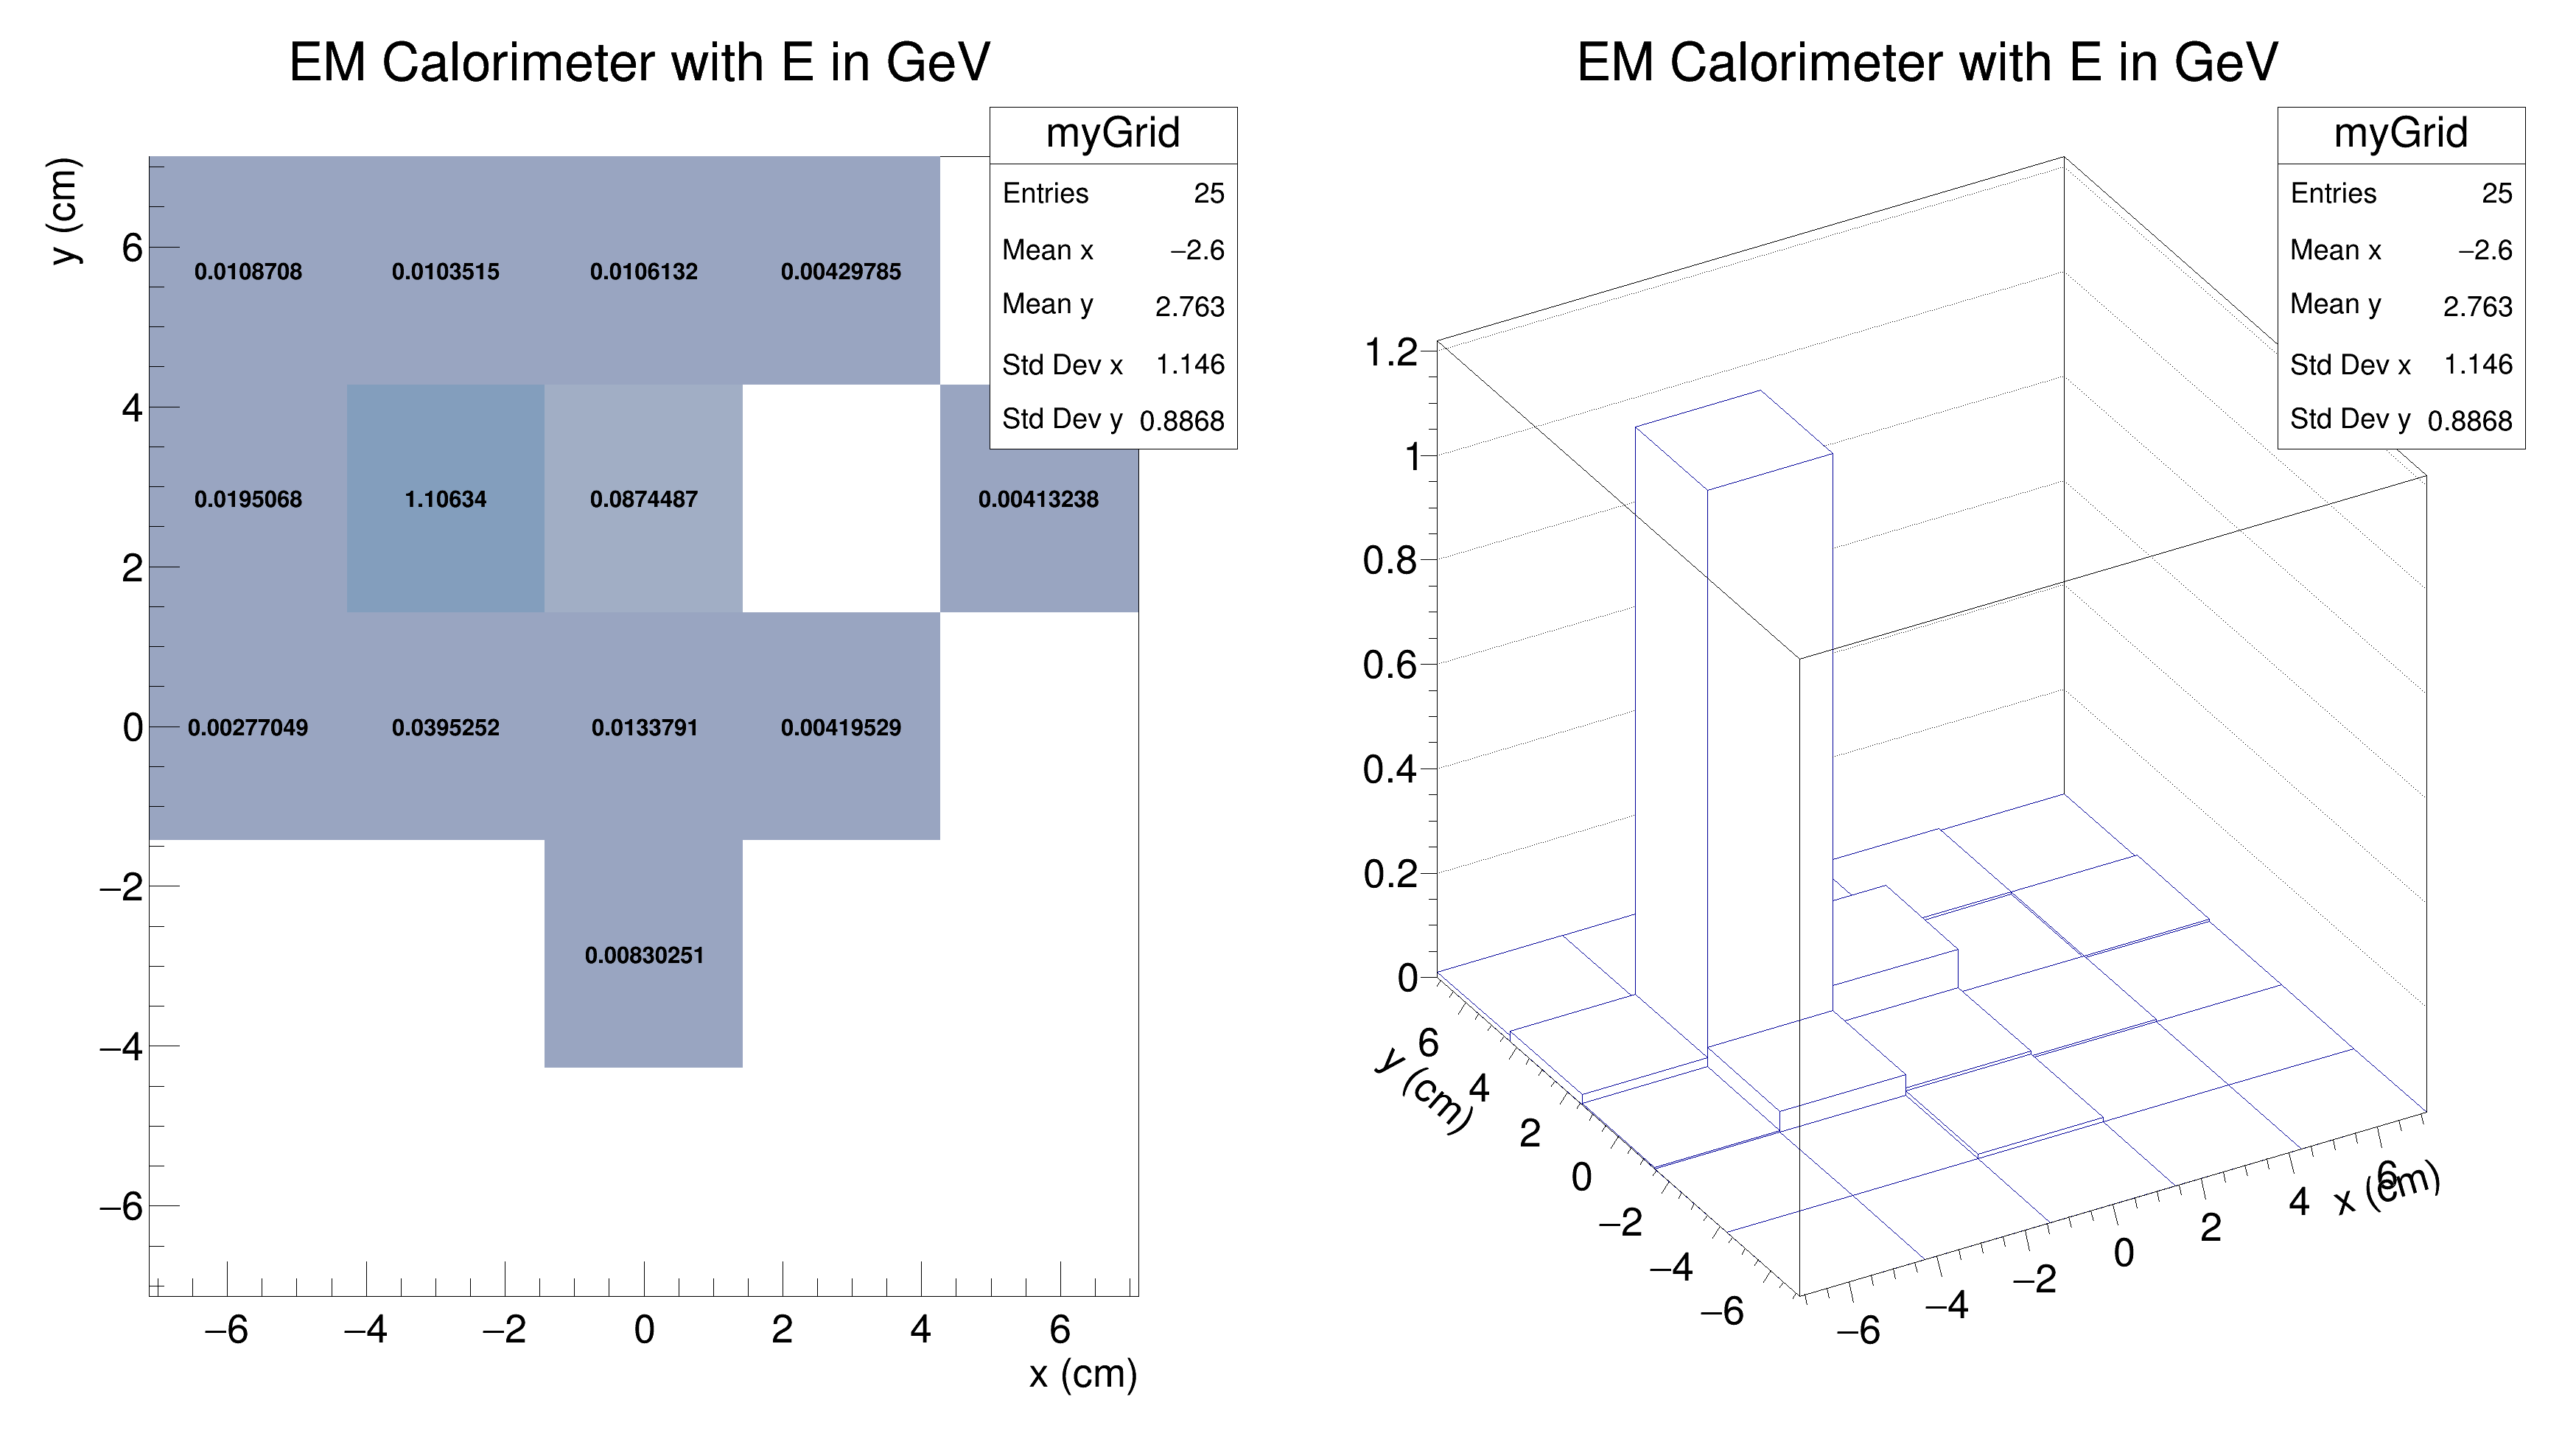 EM Calorimeter with E in GeV
myGrid
Entries 25
Mean x −2.6
Mean y 2.763
Std Dev x 1.146
Std Dev y 0.8868
y (cm)
6
4
2
0
−2
−4
−6
0.0108708 0.0103515 0.0106132 0.00429785
0.0195068 1.10634 0.0874487 0.00413238
0.00277049 0.0395252 0.0133791 0.00419529
0.00830251
−6 −4 −2 0 2 4 6
x (cm)
EM Calorimeter with E in GeV
myGrid
Entries 25
Mean x −2.6
Mean y 2.763
Std Dev x 1.146
Std Dev y 0.8868
1.2
1
0.8
0.6
0.4
0.2
0
y (cm)
6
4
2
0
−2
−4
−6
−6 −4 −2 0 2 4 6
x (cm)